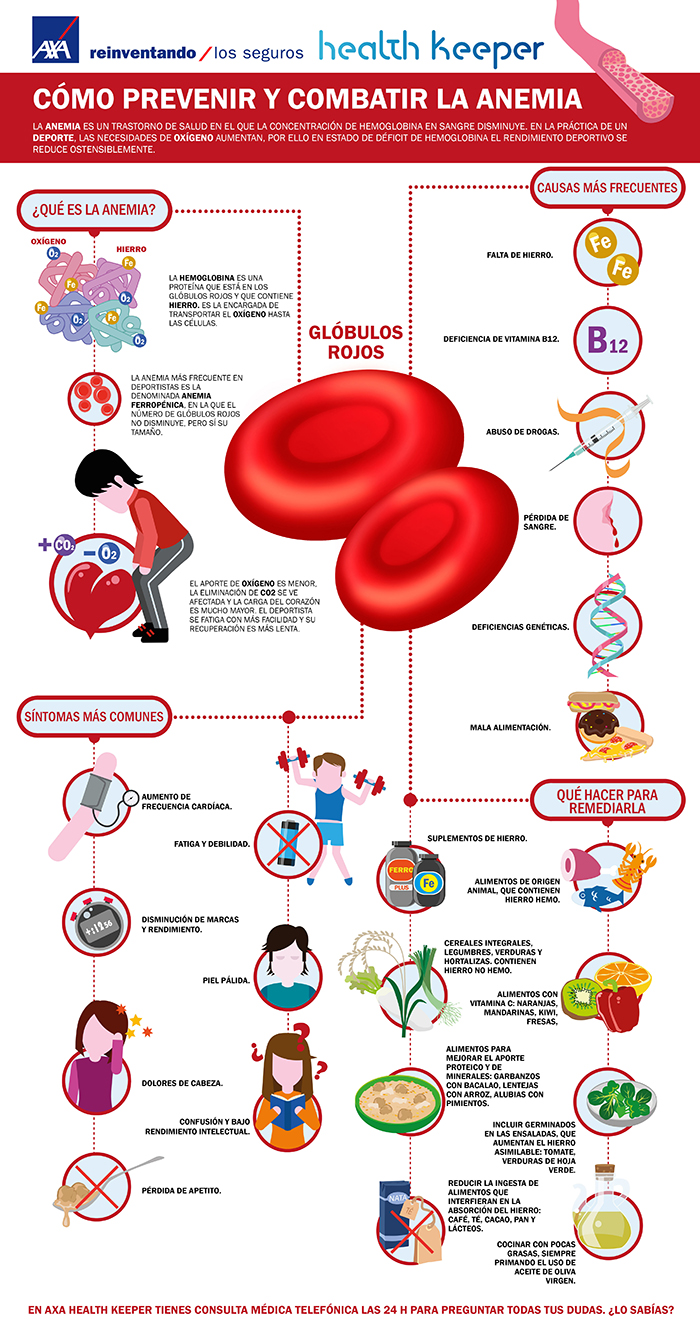 AXA
reinventando / los seguros
health keeper
CÓMO PREVENIR Y COMBATIR LA ANEMIA
LA ANEMIA ES UN TRASTORNO DE SALUD EN EL QUE LA CONCENTRACIÓN DE HEMOGLOBINA EN SANGRE DISMINUYE. EN LA PRÁCTICA DE UN
DEPORTE, LAS NECESIDADES DE OXÍGENO AUMENTAN, POR ELLO EN ESTADO DE DÉFICIT DE HEMOGLOBINA EL RENDIMIENTO DEPORTIVO SE
REDUCE OSTENSIBLEMENTE.
¿QUÉ ES LA ANEMIA?
OXÍGENO
HIERRO
O2
Fe
Fe
O2
Fe
O2
Fe
O2
LA HEMOGLOBINA ES UNA
PROTEÍNA QUE ESTÁ EN LOS
GLÓBULOS ROJOS Y QUE CONTIENE
HIERRO. ES LA ENCARGADA DE
TRANSPORTAR EL OXÍGENO HASTA
LAS CÉLULAS.
LA ANEMIA MÁS FRECUENTE EN
DEPORTISTAS ES LA
DENOMINADA ANEMIA
FERROPÉNICA, EN LA QUE EL
NÚMERO DE GLÓBULOS ROJOS
NO DISMINUYE, PERO SÍ SU
TAMAÑO.
+CO2
-O2
EL APORTE DE OXÍGENO ES MENOR,
LA ELIMINACIÓN DE CO2 SE VE
AFECTADA Y LA CARGA DEL CORAZÓN
ES MUCHO MAYOR. EL DEPORTISTA
SE FATIGA CON MÁS FACILIDAD Y SU
RECUPERACIÓN ES MÁS LENTA.
GLÓBULOS
ROJOS
CAUSAS MÁS FRECUENTES
FALTA DE HIERRO.
Fe
Fe
DEFICIENCIA DE VITAMINA B12.
B12
ABUSO DE DROGAS.
PÉRDIDA DE
SANGRE.
DEFICIENCIAS GENÉTICAS.
MALA ALIMENTACIÓN.
SÍNTOMAS MÁS COMUNES
AUMENTO DE
FRECUENCIA CARDÍACA.
FATIGA Y DEBILIDAD.
DISMINUCIÓN DE MARCAS
Y RENDIMIENTO.
PIEL PÁLIDA.
DOLORES DE CABEZA.
CONFUSIÓN Y BAJO
RENDIMIENTO INTELECTUAL.
? ? ?
PÉRDIDA DE APETITO.
QUÉ HACER PARA
REMEDIARLA
SUPLEMENTOS DE HIERRO.
FERRO
PLUS
Fe
ALIMENTOS DE ORIGEN
ANIMAL, QUE CONTIENEN
HIERRO HEMO.
CEREALES INTEGRALES,
LEGUMBRES, VERDURAS Y
HORTALIZAS. CONTIENEN
HIERRO NO HEMO.
ALIMENTOS CON
VITAMINA C: NARANJAS,
MANDARINAS, KIWI,
FRESAS,
ALIMENTOS PARA
MEJORAR EL APORTE
PROTEICO Y DE
MINERALES: GARBANZOS
CON BACALAO, LENTEJAS
CON ARROZ, ALUBIAS CON
PIMIENTOS.
INCLUIR GERMINADOS
EN LAS ENSALADAS, QUE
AUMENTAN EL HIERRO
ASIMILABLE: TOMATE,
VERDURAS DE HOJA
VERDE.
NATA
REDUCIR LA INGESTA DE
ALIMENTOS QUE
INTERFIERAN EN LA
ABSORCIÓN DEL HIERRO:
CAFÉ, TÉ, CACAO, PAN Y
LÁCTEOS.
COCINAR CON POCAS
GRASAS, SIEMPRE
PRIMANDO EL USO DE
ACEITE DE OLIVA
VIRGEN.
EN AXA HEALTH KEEPER TIENES CONSULTA MÉDICA TELEFÓNICA LAS 24 H PARA PREGUNTAR TODAS TUS DUDAS. ¿LO SABÍAS?